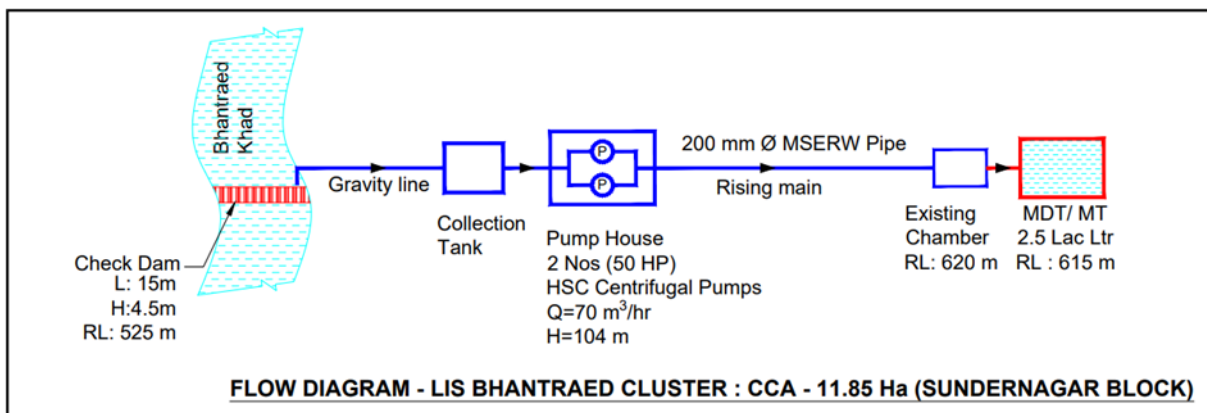 Bhantraed
Khad
Gravity line
Collection
Tank
P
P
Pump House
2 Nos (50 HP)
HSC Centrifugal Pumps
Q=70 m³/hr
H=104 m
200 mm Ø MSERW Pipe
Rising main
Existing
Chamber
RL: 620 m
MDT/ MT
2.5 Lac Ltr
RL : 615 m
Check Dam
L: 15m
H:4.5m
RL: 525 m
FLOW DIAGRAM - LIS BHANTRAED CLUSTER : CCA - 11.85 Ha (SUNDERNAGAR BLOCK)